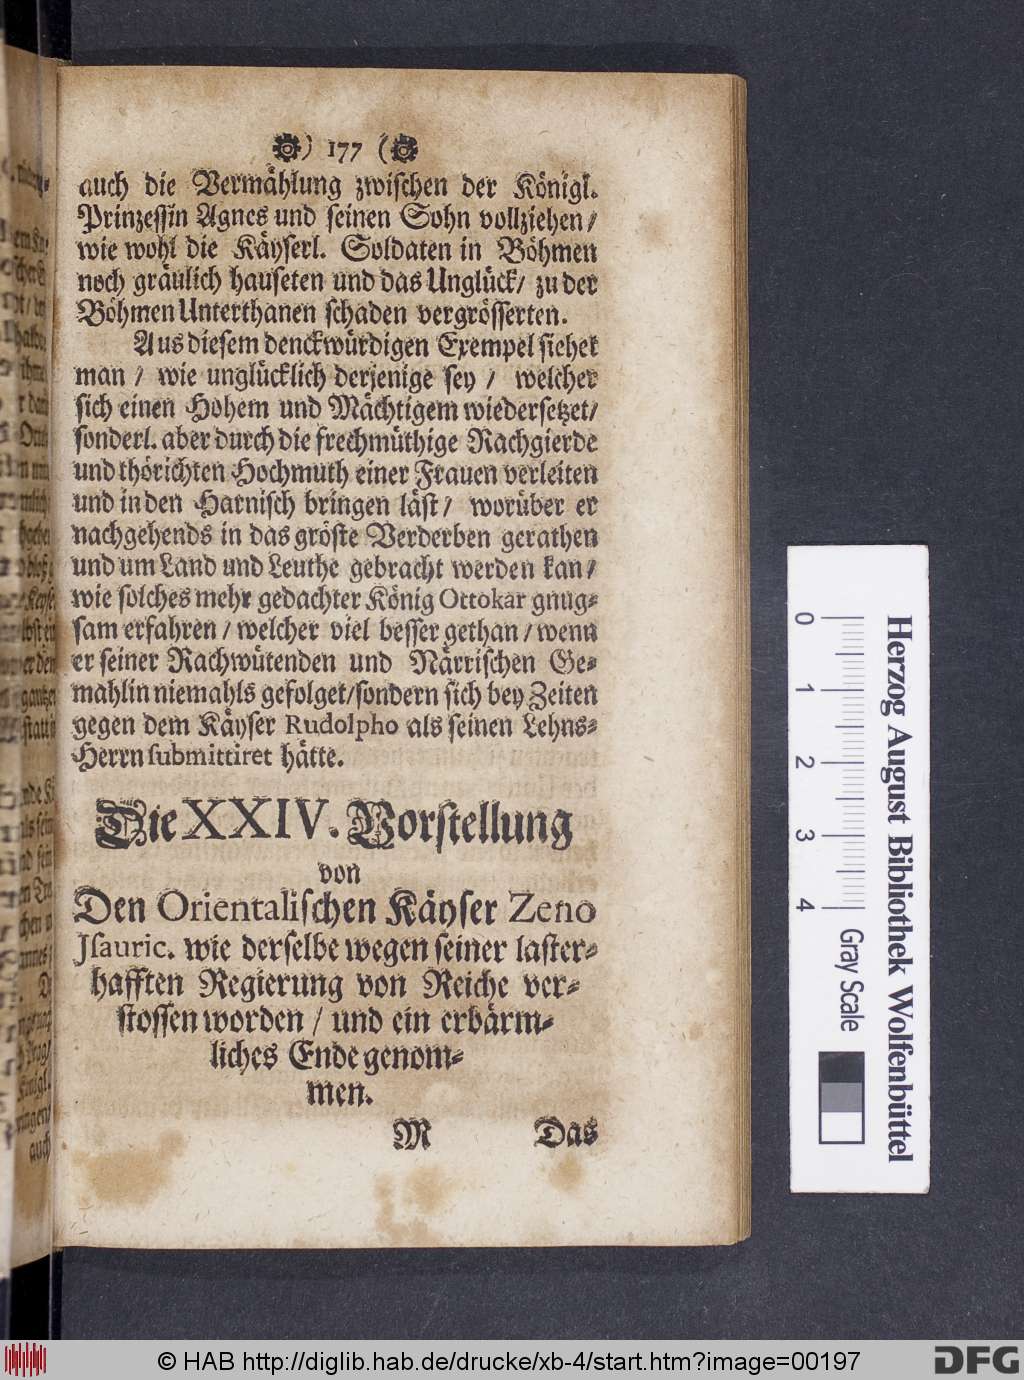 ) 177 (
auch die Vermählung zwischen der Königl.
Prinzessin Agnes und seinen Sohn vollziehen/
wie wohl die Käyserl. Soldaten in Böhmen
noch gräulich hauseten und das Unglück/ zu der
Böhmen Unterthanen schaden vergrösserten.
Aus diesem denckwürdigen Exempel siehet
man / wie unglücklich derjenige sey / welcher
sich einen Hohem und Mächtigem wiedersetzet/
sonderl. aber durch die frechmüthige Rachgierde
und thörichten Hochmuth einer Frauen verleiten
und in den Harnisch bringen läst/ worüber er
nachgehends in das gröste Verderben gerathen
und um Land und Leuthe gebracht werden kan/
wie solches mehr gedachter König Ottokar gnug-
sam erfahren / welcher viel besser gethan / wenn
er seiner Rachwütenden und Närrischen Ge-
mahlin niemahls gefolget/sondern sich bey Zeiten
gegen dem Käyser Rudolpho als seinen Lehns-
Herrn submittiret hätte.
Die XXIV. Vorstellung
von
Den Orientalischen Käyser Zeno
Isauric. wie derselbe wegen seiner laster-
hafften Regierung von Reiche ver-
stossen worden / und ein erbärm-
liches Ende genom-
men.
M Das
Herzog August Bibliothek Wolfenbüttel
0 1 2 3 4 Gray Scale
© HAB http://diglib.hab.de/drucke/xb-4/start.htm?image=00197
DFG